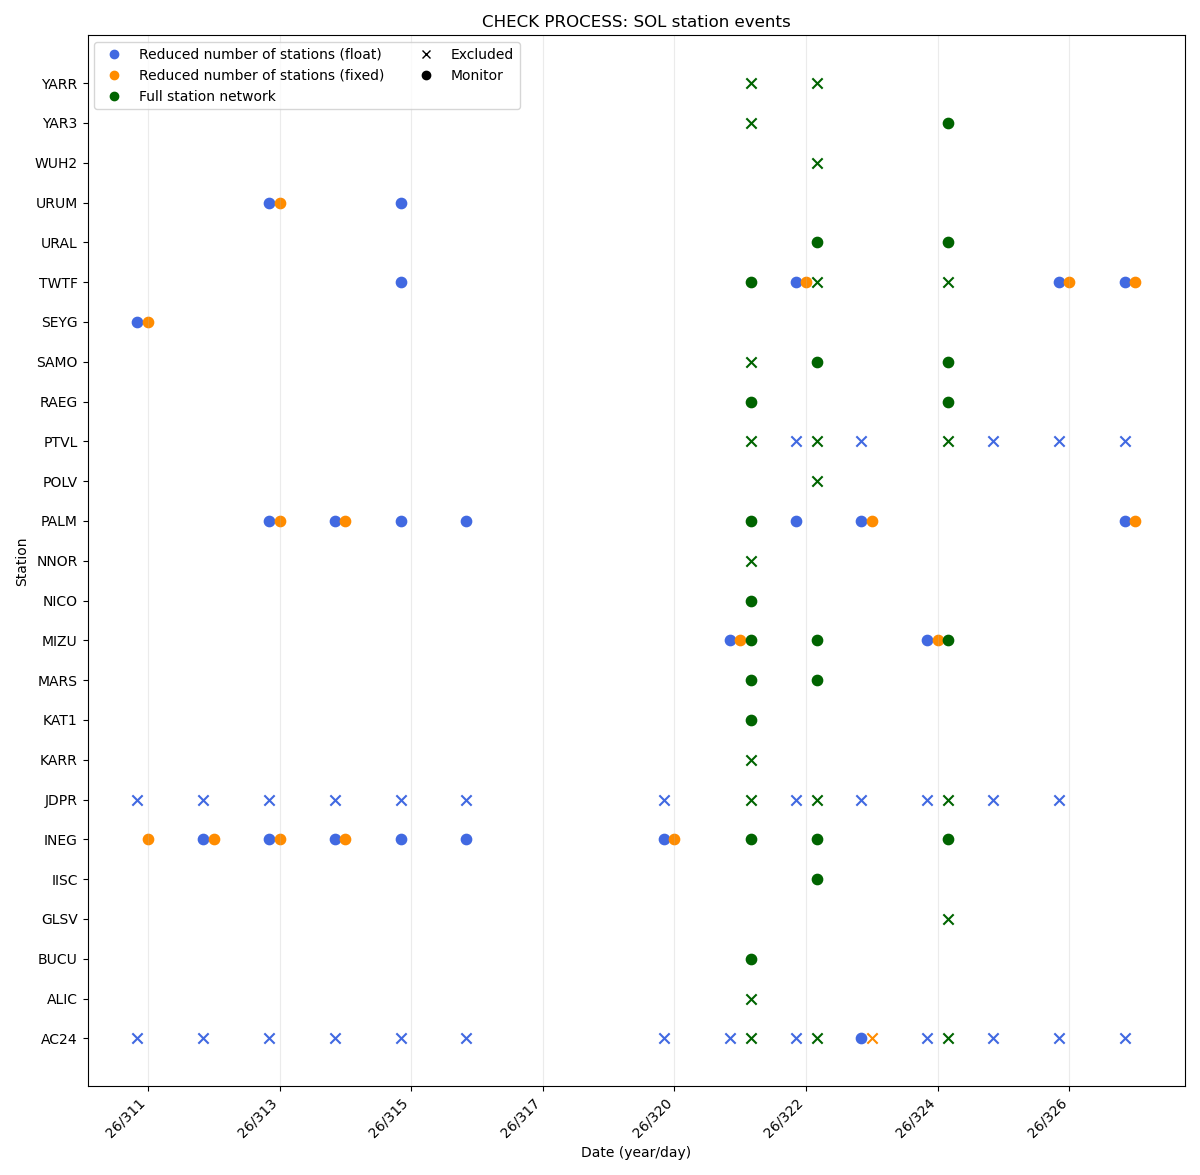 CHECK PROCESS: SOL station events
Reduced number of stations (float)
Reduced number of stations (fixed)
Full station network
Excluded
Monitor
YARR
YAR3
WUH2
URUM
URAL
TWTF
SEYG
SAMO
RAEG
PTVL
POLV
PALM
NNOR
NICO
MIZU
MARS
KAT1
KARR
JDPR
INEG
IISC
GLSV
BUCU
ALIC
AC24
Station
26/311
26/313
26/315
26/317
26/320
26/322
26/324
26/326
Date (year/day)